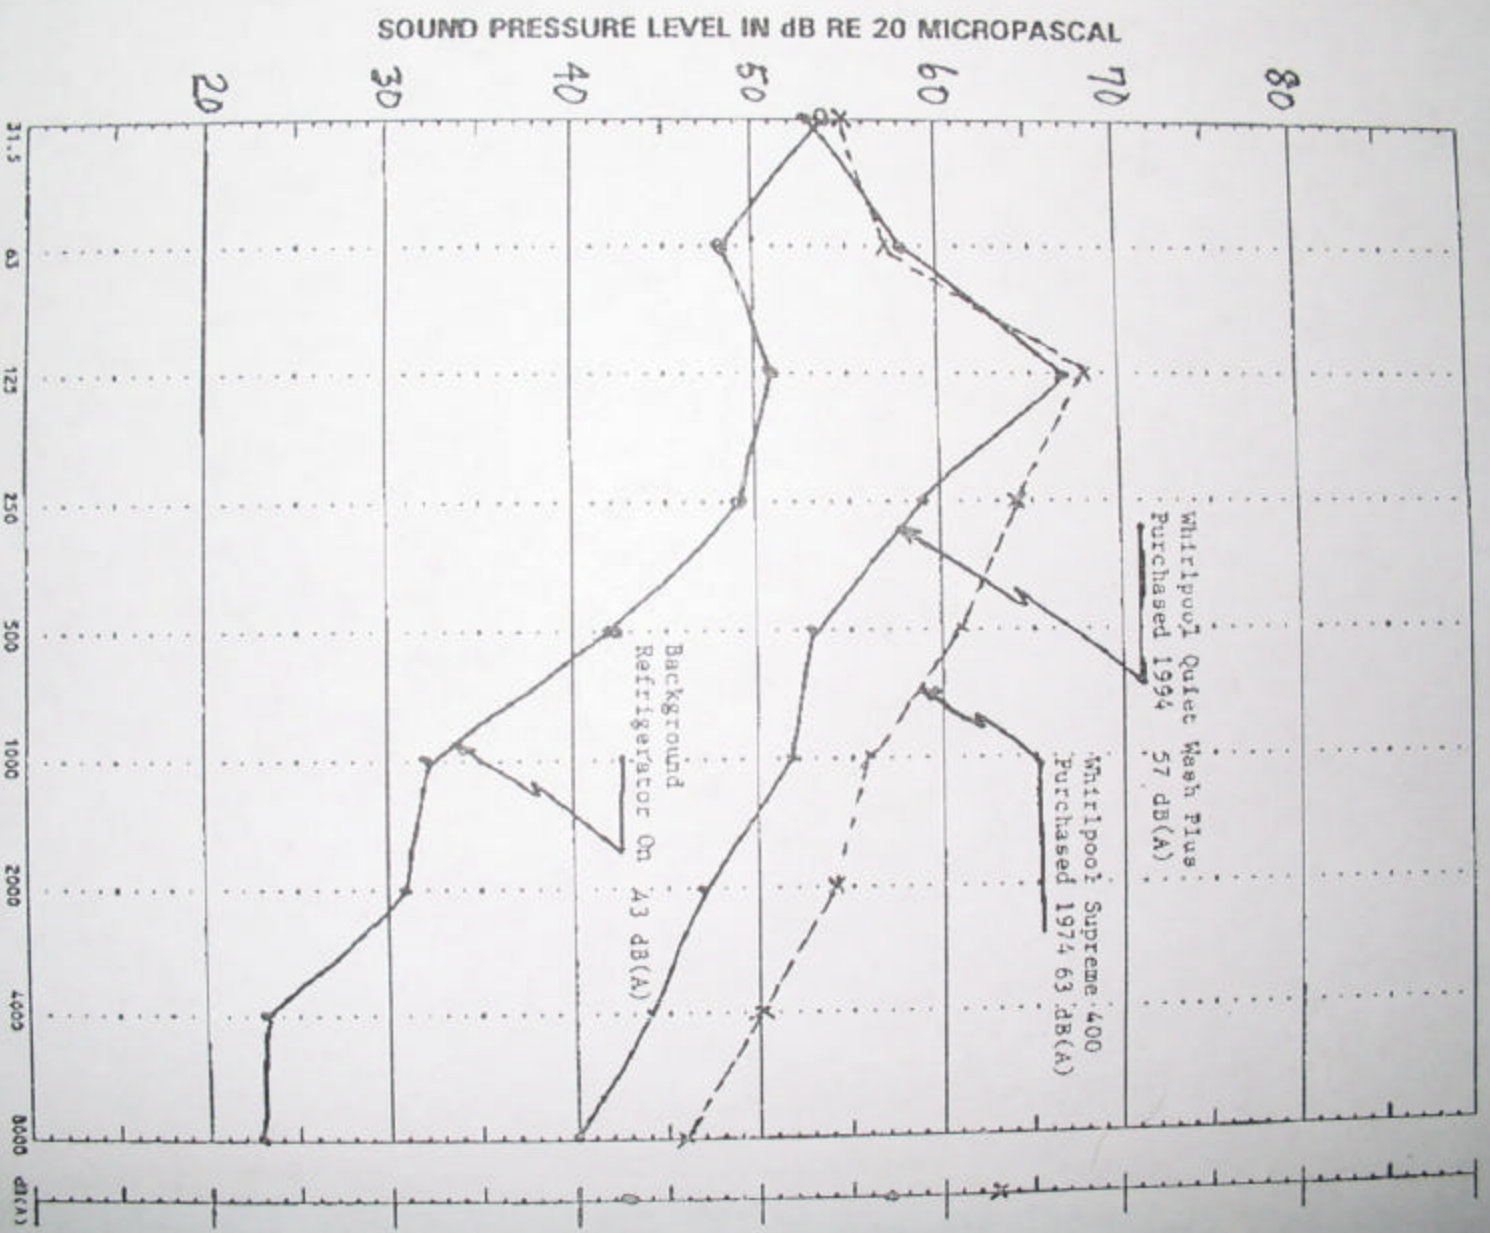 SOUND PRESSURE LEVEL IN dB RE 20 MICROPASCAL
80
70
60
50
40
30
20
Whirlpool Quiet Wash Plus
Purchased 1994 57 dB(A)
Whirlpool Supreme 400
Purchased 1974 63 dB(A)
Background
Refrigerator On 43 dB(A)
31.5 63 125 250 500 1000 2000 4000 8000 dB(A)